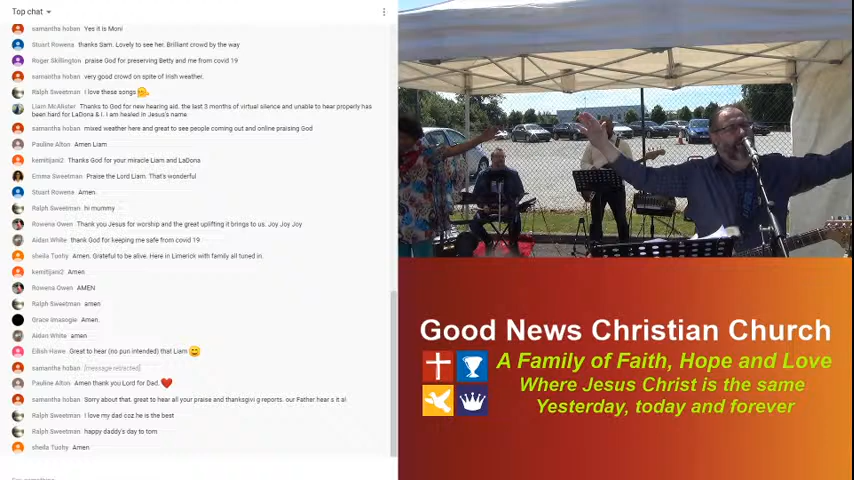 Top chat
samantha hoban Yes it is Moni
Stuart Rowena thanks Sam. Lovely to see her. Brilliant crowd by the way
Roger Skillington praise God for preserving Betty and me from covid 19
samantha hoban very good crowd on spite of Irish weather.
Ralph Sweetman I love these songs
Liam McAlister Thanks to God for new hearing aid. the last 3 months of virtual silence and unable to hear properly has
been hard for LaDona & I. I am healed in Jesus's name
samantha hoban mixed weather here and great to see people coming out and online praising God
Pauline Alton Amen Liam
kemitijani2 Thanks God for your miracle Liam and LaDona
Emma Sweetman Praise the Lord Liam. That's wonderful
Stuart Rowena Amen.
Ralph Sweetman hi mummy
Rowena Owen Thank you Jesus for worship and the great uplifting it brings to us. Joy Joy Joy
Aidan White thank God for keeping me safe from covid 19
sheila Tushy Amen. Grateful to be alive. Here in Limerick with family all tuned in.
kemitijani2 Amen
Rowena Owen AMEN
Ralph Sweetman amen
Grace Imasogie Amen.
Aidan White amen
Eilish Hawe Great to hear (no pun intended) that Liam
samantha hoban [message retracted]
Pauline Alton Amen thank you Lord for Dad.
samantha hoban Sorry about that. great to hear all your praise and thanksgivig reports. our Father hear s it al
Ralph Sweetman I love my dad coz he is the best
Ralph Sweetman happy daddy's day to tom
sheila Tushy Amen
Good News Christian Church
A Family of Faith, Hope and Love
Where Jesus Christ is the same
Yesterday, today and forever